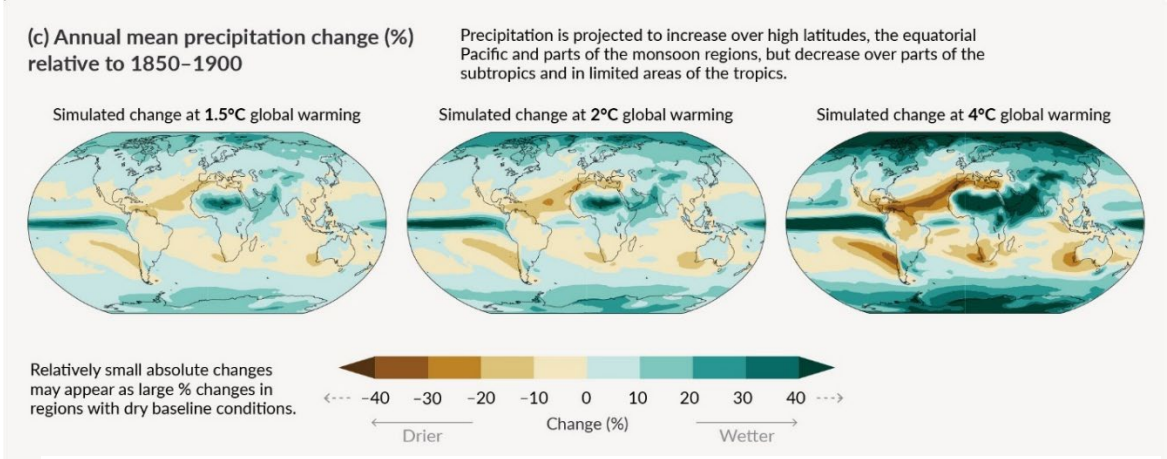 (c) Annual mean precipitation change (%)
relative to 1850–1900
Precipitation is projected to increase over high latitudes, the equatorial
Pacific and parts of the monsoon regions, but decrease over parts of the
subtropics and in limited areas of the tropics.
Simulated change at 1.5°C global warming
Simulated change at 2°C global warming
Simulated change at 4°C global warming
Relatively small absolute changes
may appear as large % changes in
regions with dry baseline conditions.
–40 –30 –20 –10 0 10 20 30 40
Change (%)
Drier
Wetter